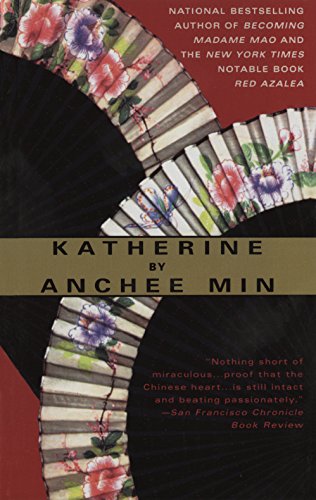 NATIONAL BESTSELLING
AUTHOR OF BECOMING
MADAME MAO AND
THE NEW YORK TIMES
NOTABLE BOOK
RED AZALEA
KATHERINE
BY
ANCHEE MIN
"Nothing short of
miraculous...proof that the
Chinese heart...is still intact
and beating passionately."
—San Francisco Chronicle
Book Review